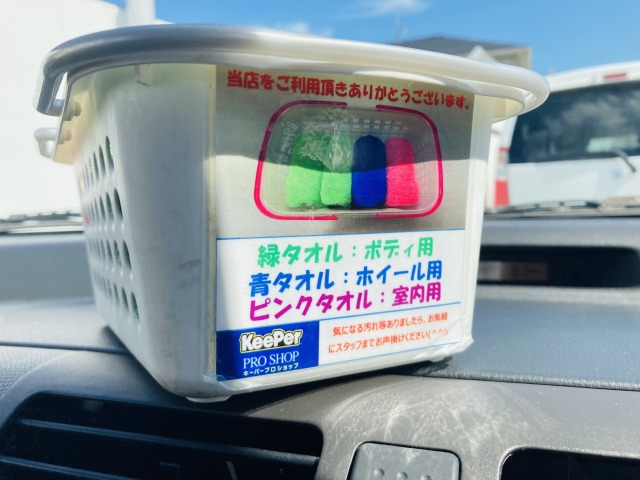 当店をご利用頂きありがとうございます。
緑タオル：ボディ用
青タオル：ホイール用
ピンクタオル：室内用
KeePer
PRO SHOP
キーパープロショップ
気になる汚れ等ありましたら、お気軽
にスタッフまでお声掛けください(^^)